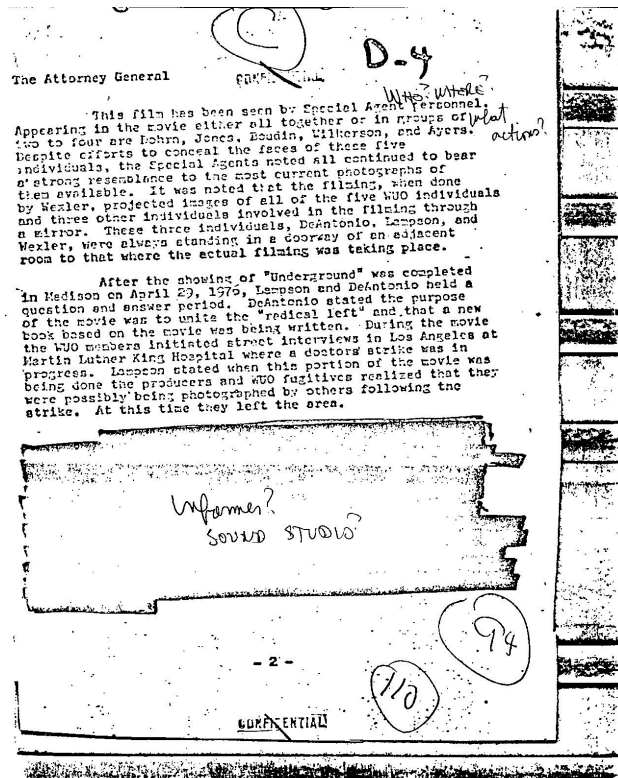 D-4
The Attorney General
CONFIDENTIAL
WHO? WHERE?
what
actions?
This film has been seen by Special Agent personnel.
Appearing in the movie either all together or in groups of
two to four are Dohrn, Jones, Boudin, Wilkerson, and Ayers.
Despite efforts to conceal the faces of these five
individuals, the Special Agents noted all continued to bear
a strong resemblance to the most current photographs of
them available. It was noted that the filming, when done
by Wexler, projected images of all of the five WUO individuals
and three other individuals involved in the filming through
a mirror. These three individuals, DeAntonio, Lampson, and
Wexler, were always standing in a doorway of an adjacent
room to that where the actual filming was taking place.
After the showing of "Underground" was completed
in Madison on April 29, 1976, Lampson and DeAntonio held a
question and answer period. DeAntonio stated the purpose
of the movie was to unite the "redical left" and that a new
book based on the movie was being written. During the movie
the WUO members initiated street interviews in Los Angeles at
Martin Luther King Hospital where a doctors' strike was in
progress. Lampson stated when this portion of the movie was
being done the producers and WUO fugitives realized that they
were possibly being photographed by others following the
strike. At this time they left the area.
Informer?
SOUND STUDIO?
94
- 2 -
110
CONFIDENTIAL